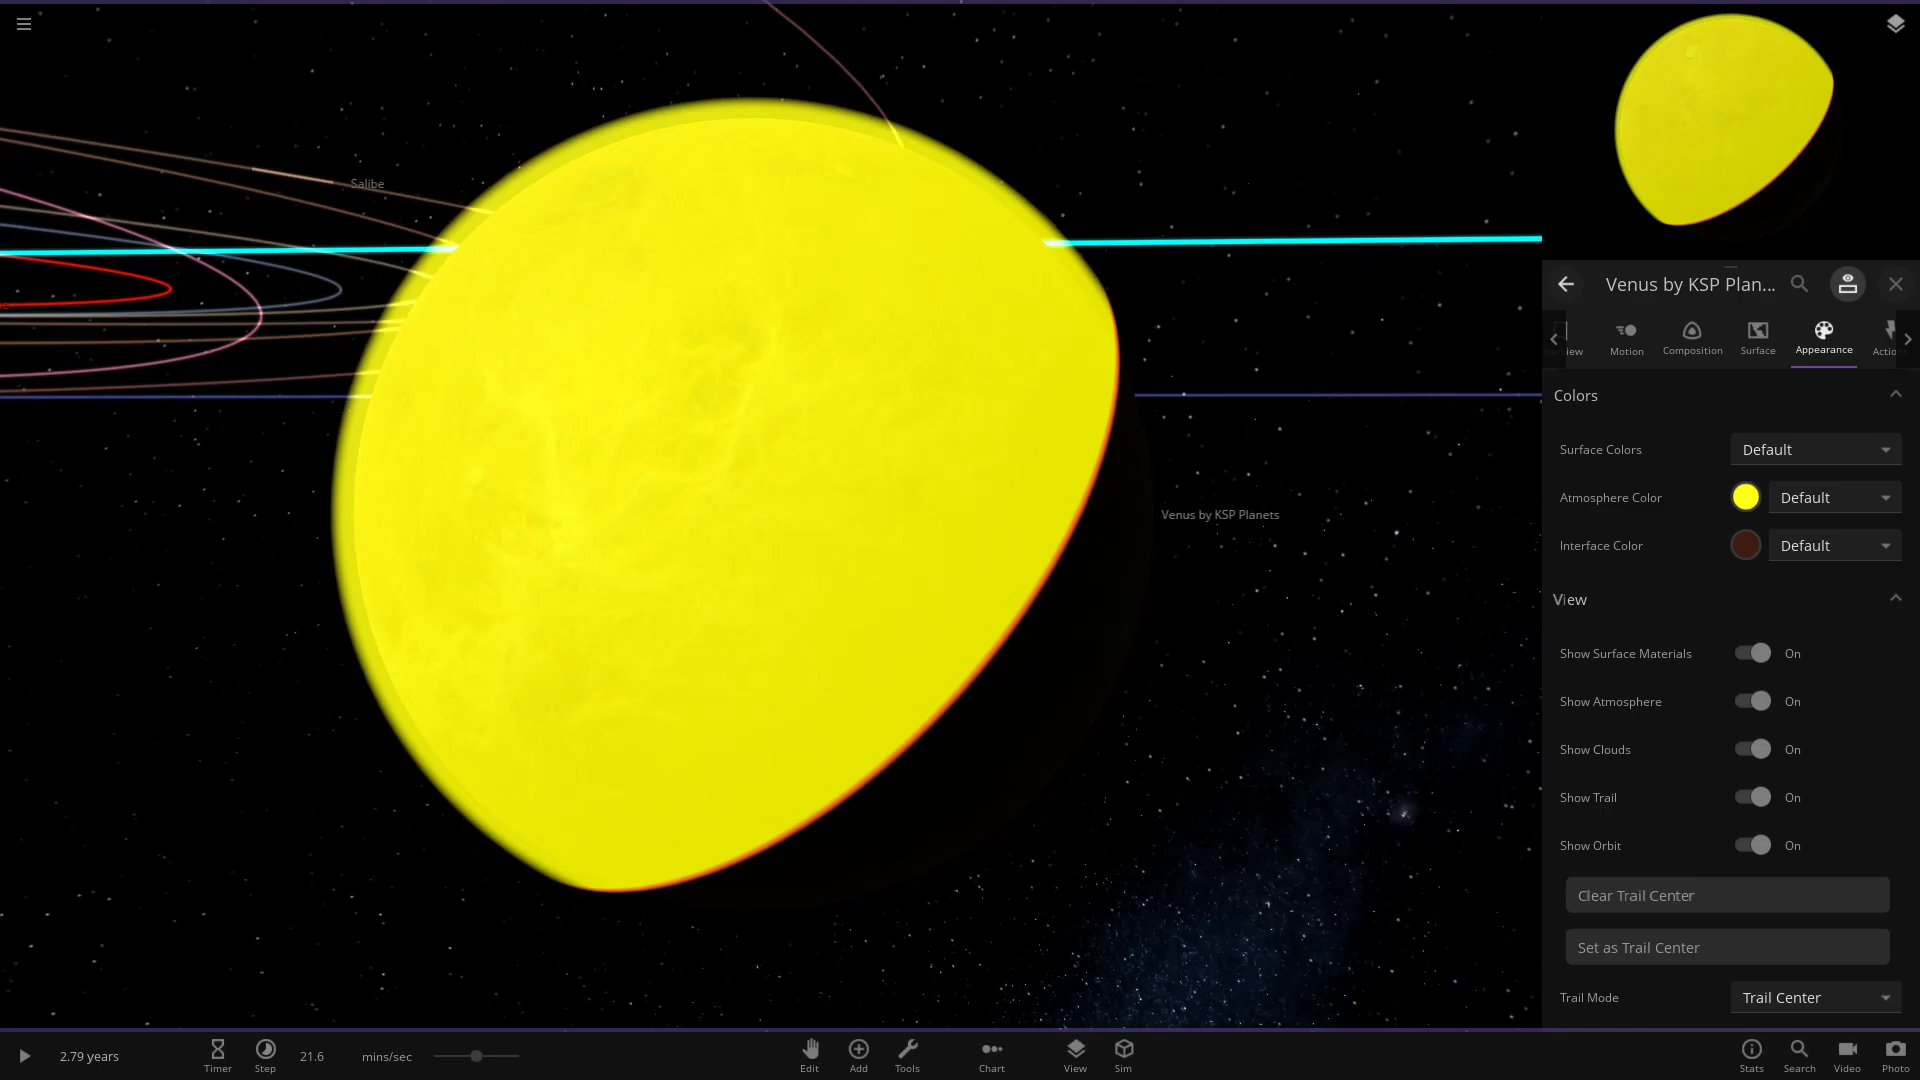 Salibe
Venus by KSP Planets
Venus by KSP Plan...
Motion
Composition
Surface
Appearance
Colors
Surface Colors
Default
Atmosphere Color
Default
Interface Color
Default
View
Show Surface Materials
On
Show Atmosphere
On
Show Clouds
On
Show Trail
On
Show Orbit
On
Clear Trail Center
Set as Trail Center
Trail Mode
Trail Center
2.79 years
Timer
Step
21.6
mins/sec
Edit
Add
Tools
Chart
View
Sim
Stats
Search
Video
Photo